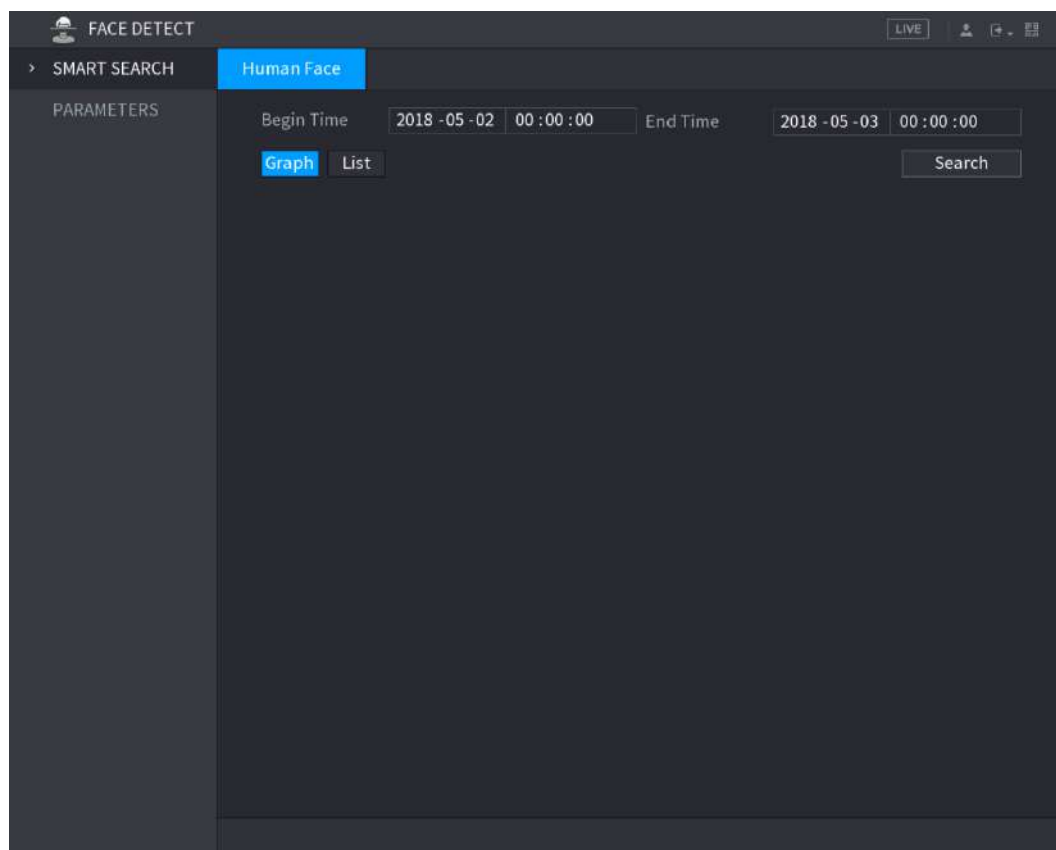 FACE DETECT LIVE
SMART SEARCH Human Face
PARAMETERS
Begin Time 2018 -05 -02 00 :00 :00 End Time 2018 -05 -03 00 :00 :00
Graph List Search